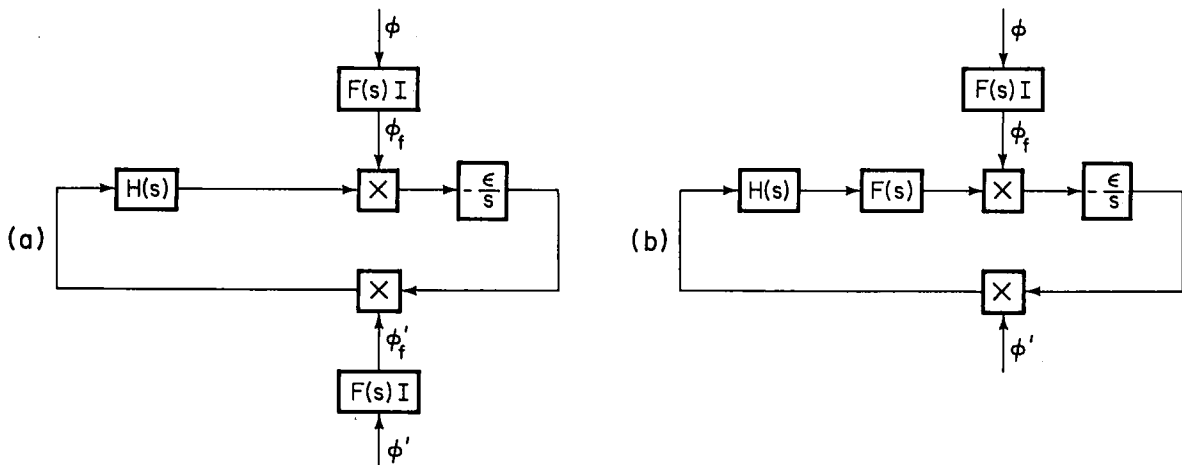 (a)
ϕ
F(s) I
ϕ_f
H(s)
×
-ε/s
×
ϕ'_f
F(s) I
ϕ'
(b)
ϕ
F(s) I
ϕ_f
H(s)
F(s)
×
-ε/s
×
ϕ'